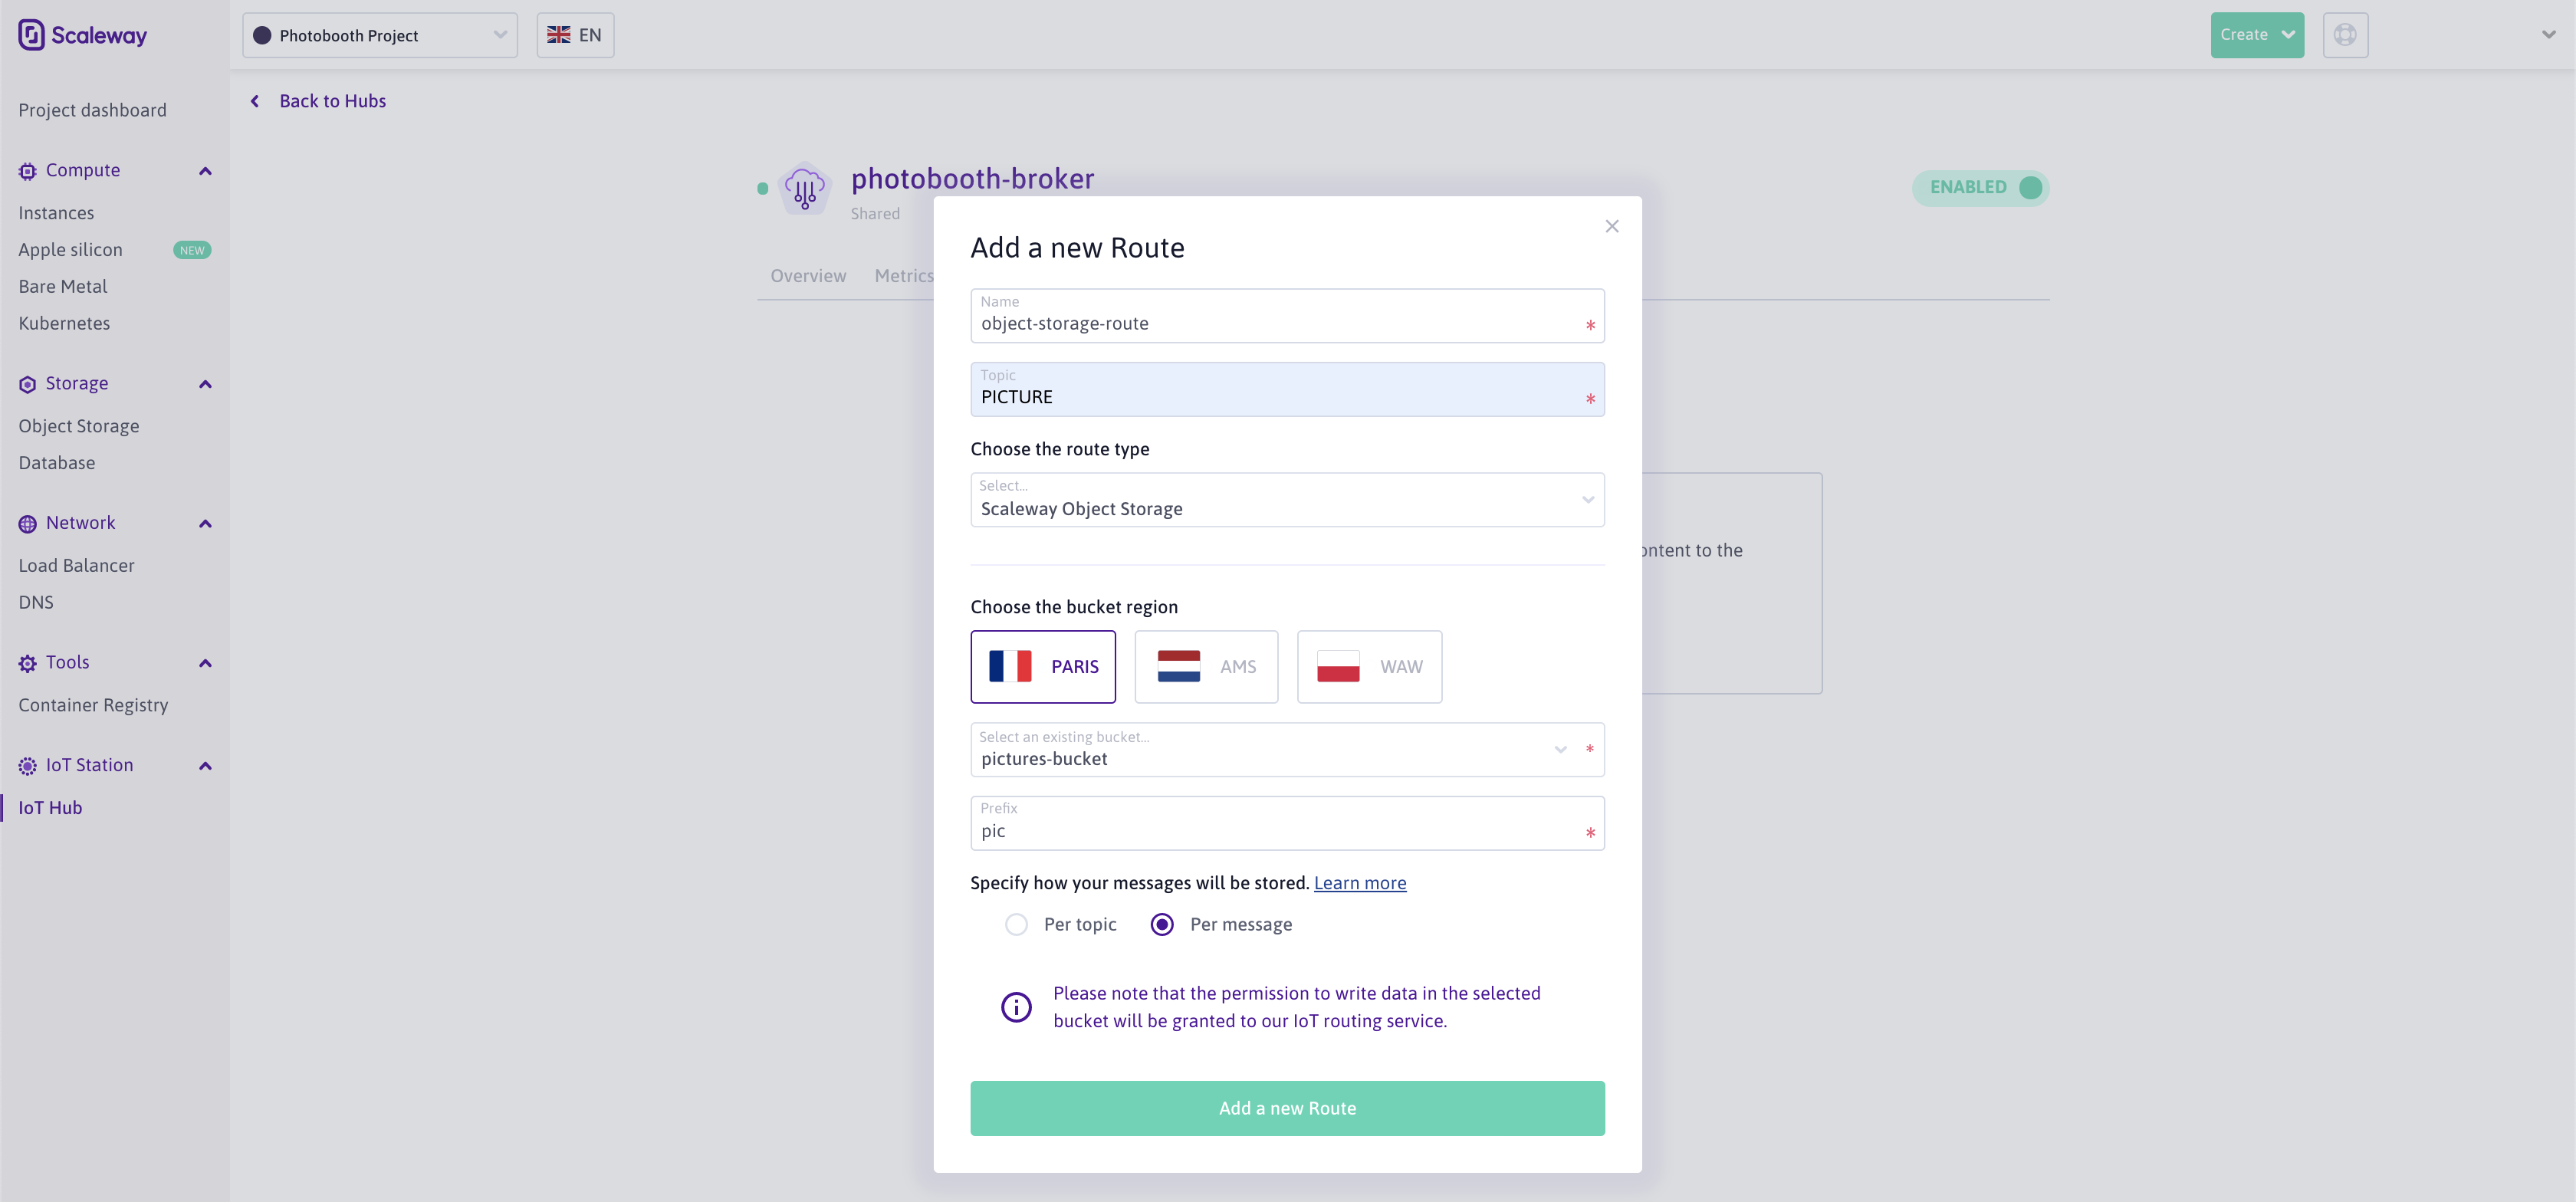 Scaleway
Photobooth Project
EN
Create
Back to Hubs
Project dashboard
Compute
Instances
Apple silicon NEW
Bare Metal
Kubernetes
Storage
Object Storage
Database
Network
Load Balancer
DNS
Tools
Container Registry
IoT Station
IoT Hub
photobooth-broker
Shared
ENABLED
Overview Metrics
ontent to the
Add a new Route
Name
object-storage-route *
Topic
PICTURE *
Choose the route type
Select...
Scaleway Object Storage
Choose the bucket region
PARIS AMS WAW
Select an existing bucket...
pictures-bucket *
Prefix
pic *
Specify how your messages will be stored. Learn more
Per topic Per message
Please note that the permission to write data in the selected
bucket will be granted to our IoT routing service.
Add a new Route